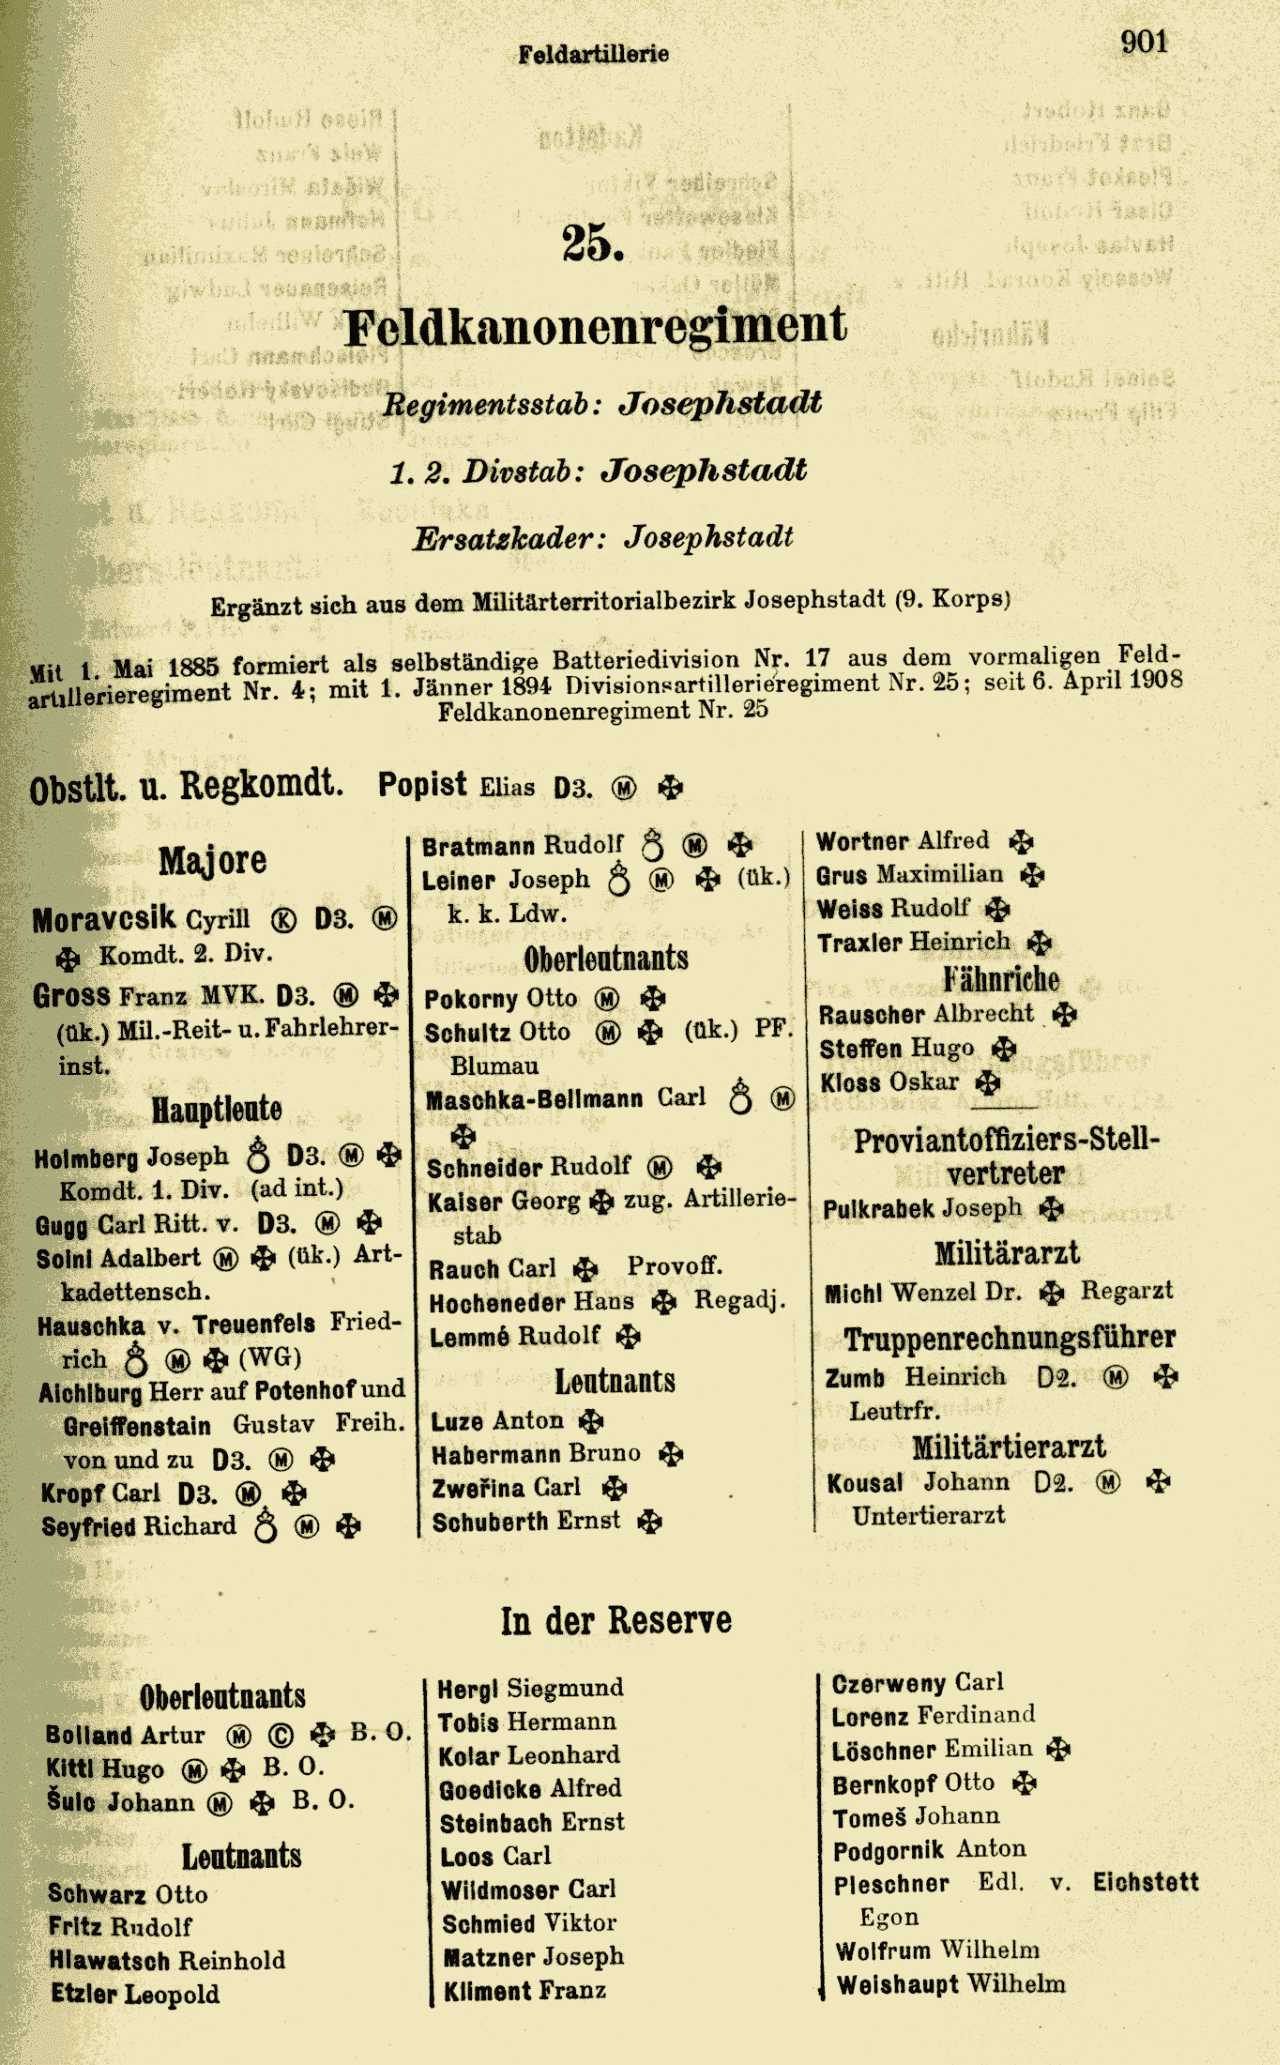 Feldartillerie
901
25.
Feldkanonenregiment
Regimentsstab: Josephstadt
1. 2. Divstab: Josephstadt
Ersatzkader: Josephstadt
Ergänzt sich aus dem Militärterritorialbezirk Josephstadt (9. Korps)
Mit 1. Mai 1885 formiert als selbständige Batteriedivision Nr. 17 aus dem vormaligen Feld-
artillerieregiment Nr. 4; mit 1. Jänner 1894 Divisionsartillerieregiment Nr. 25; seit 6. April 1908
Feldkanonenregiment Nr. 25
Obstlt. u. Regkomdt. Popist Elias D3. Ⓜ ✠
Majore
Moravcsik Cyrill Ⓚ D3. Ⓜ
✠ Komdt. 2. Div.
Gross Franz MVK. D3. Ⓜ ✠
(ük.) Mil.-Reit- u. Fahrlehrer-
inst.
Hauptleute
Holmberg Joseph D3. Ⓜ ✠
Komdt. 1. Div. (ad int.)
Gugg Carl Ritt. v. D3. Ⓜ ✠
Solni Adalbert Ⓜ ✠ (ük.) Art-
kadettensch.
Hauschka v. Treuenfels Fried-
rich Ⓜ ✠ (WG)
Aichlburg Herr auf Potenhof und
Greiffenstain Gustav Freih.
von und zu D3. Ⓜ ✠
Kropf Carl D3. Ⓜ ✠
Seyfried Richard Ⓜ ✠
Bratmann Rudolf Ⓜ ✠
Leiner Joseph Ⓜ ✠ (ük.)
k. k. Ldw.
Oberleutnants
Pokorny Otto Ⓜ ✠
Schultz Otto Ⓜ ✠ (ük.) PF.
Blumau
Maschka-Bellmann Carl Ⓜ
✠
Schneider Rudolf Ⓜ ✠
Kaiser Georg ✠ zug. Artillerie-
stab
Rauch Carl ✠ Provoff.
Hocheneder Hans ✠ Regadj.
Lemmé Rudolf ✠
Leutnants
Luze Anton ✠
Habermann Bruno ✠
Zweřina Carl ✠
Schuberth Ernst ✠
Wortner Alfred ✠
Grus Maximilian ✠
Weiss Rudolf ✠
Traxler Heinrich ✠
Fähnriche
Rauscher Albrecht ✠
Steffen Hugo ✠
Kloss Oskar ✠
Proviantoffiziers-Stell-
vertreter
Pulkrabek Joseph ✠
Militärarzt
Michl Wenzel Dr. ✠ Regarzt
Truppenrechnungsführer
Zumb Heinrich D2. Ⓜ ✠
Leutrfr.
Militärtierarzt
Kousal Johann D2. Ⓜ ✠
Untertierarzt
In der Reserve
Oberleutnants
Bolland Artur Ⓜ Ⓒ ✠ B. O.
Kittl Hugo Ⓜ ✠ B. O.
Šulc Johann Ⓜ ✠ B. O.
Leutnants
Schwarz Otto
Fritz Rudolf
Hlawatsch Reinhold
Etzler Leopold
Hergl Siegmund
Tobis Hermann
Kolar Leonhard
Goedicke Alfred
Steinbach Ernst
Loos Carl
Wildmoser Carl
Schmied Viktor
Matzner Joseph
Kliment Franz
Czerweny Carl
Lorenz Ferdinand
Löschner Emilian ✠
Bernkopf Otto ✠
Tomeš Johann
Podgornik Anton
Pleschner Edl. v. Eichstett
Egon
Wolfrum Wilhelm
Weishaupt Wilhelm